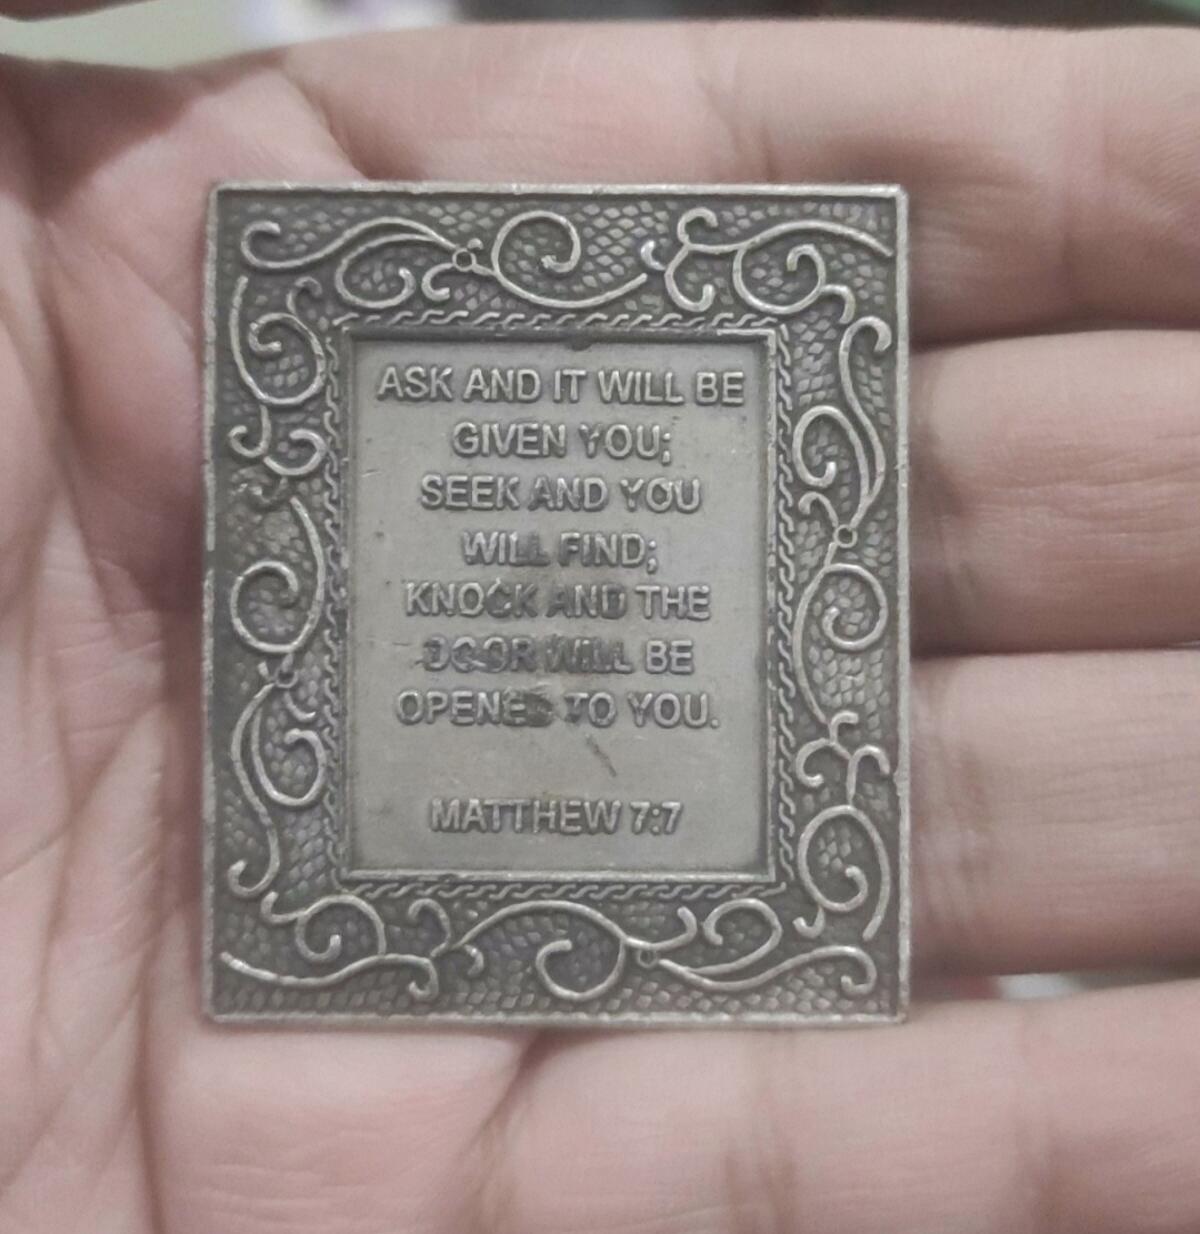 ASK AND IT WILL BE
GIVEN YOU;
SEEK AND YOU
WILL FIND;
KNOCK AND THE
DOOR WILL BE
OPENED TO YOU.
MATTHEW 7:7